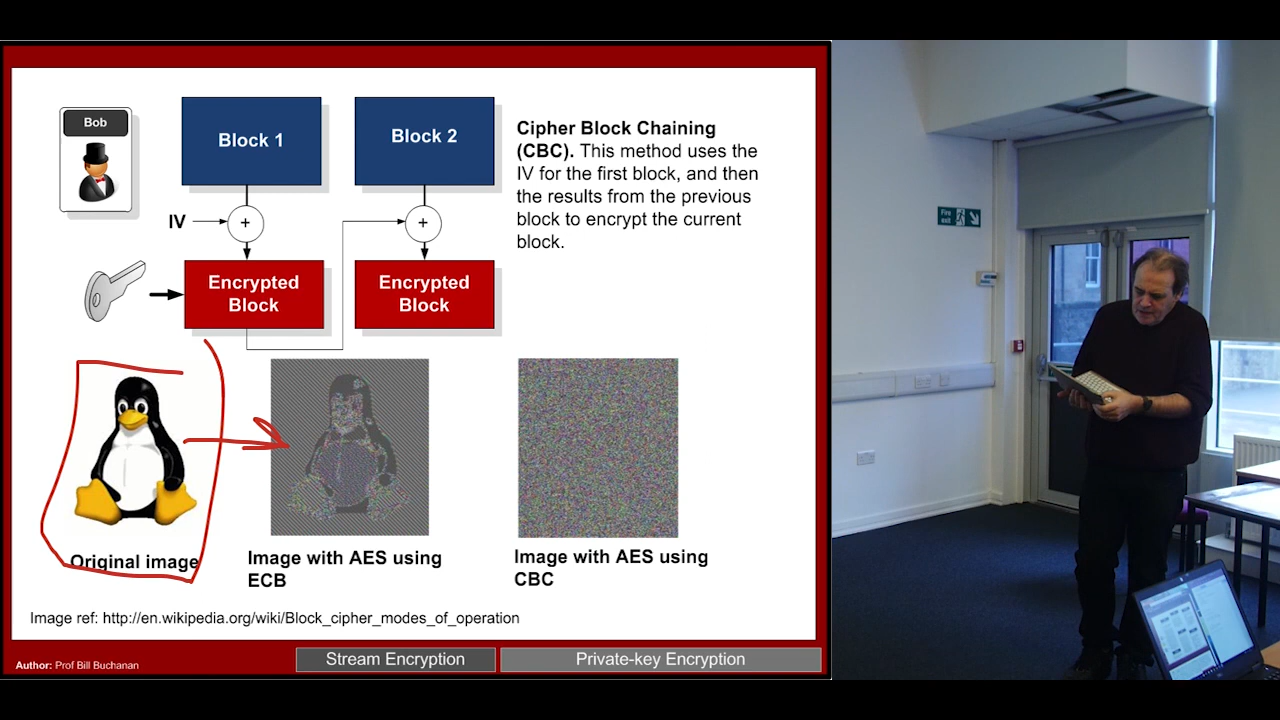 Bob
Block 1
Block 2
Cipher Block Chaining
(CBC). This method uses the
IV for the first block, and then
the results from the previous
block to encrypt the current
block.
IV
Encrypted
Block
Encrypted
Block
Original image
Image with AES using
ECB
Image with AES using
CBC
Image ref: http://en.wikipedia.org/wiki/Block_cipher_modes_of_operation
Author: Prof Bill Buchanan
Stream Encryption
Private-key Encryption
Fire
exit